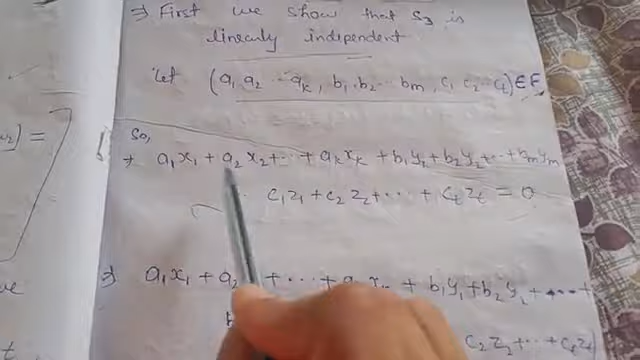 ⇒ First we show that S₃ is
linearly independent
Let (a₁ a₂ ... aₖ, b₁, b₂ ... bₘ, c₁, c₂ ... cₜ) ∈ F
So,
⇒ a₁x₁ + a₂x₂ + ... + aₖxₖ + b₁y₁ + b₂y₂ + ... + bₘyₘ
c₁z₁ + c₂z₂ + ... + cₜzₜ = 0
⇒ a₁x₁ + a₂ + ... + a + b₁y₁ + b₂y₂ + ... +
c₂z₂ + ... + cₜzₜ